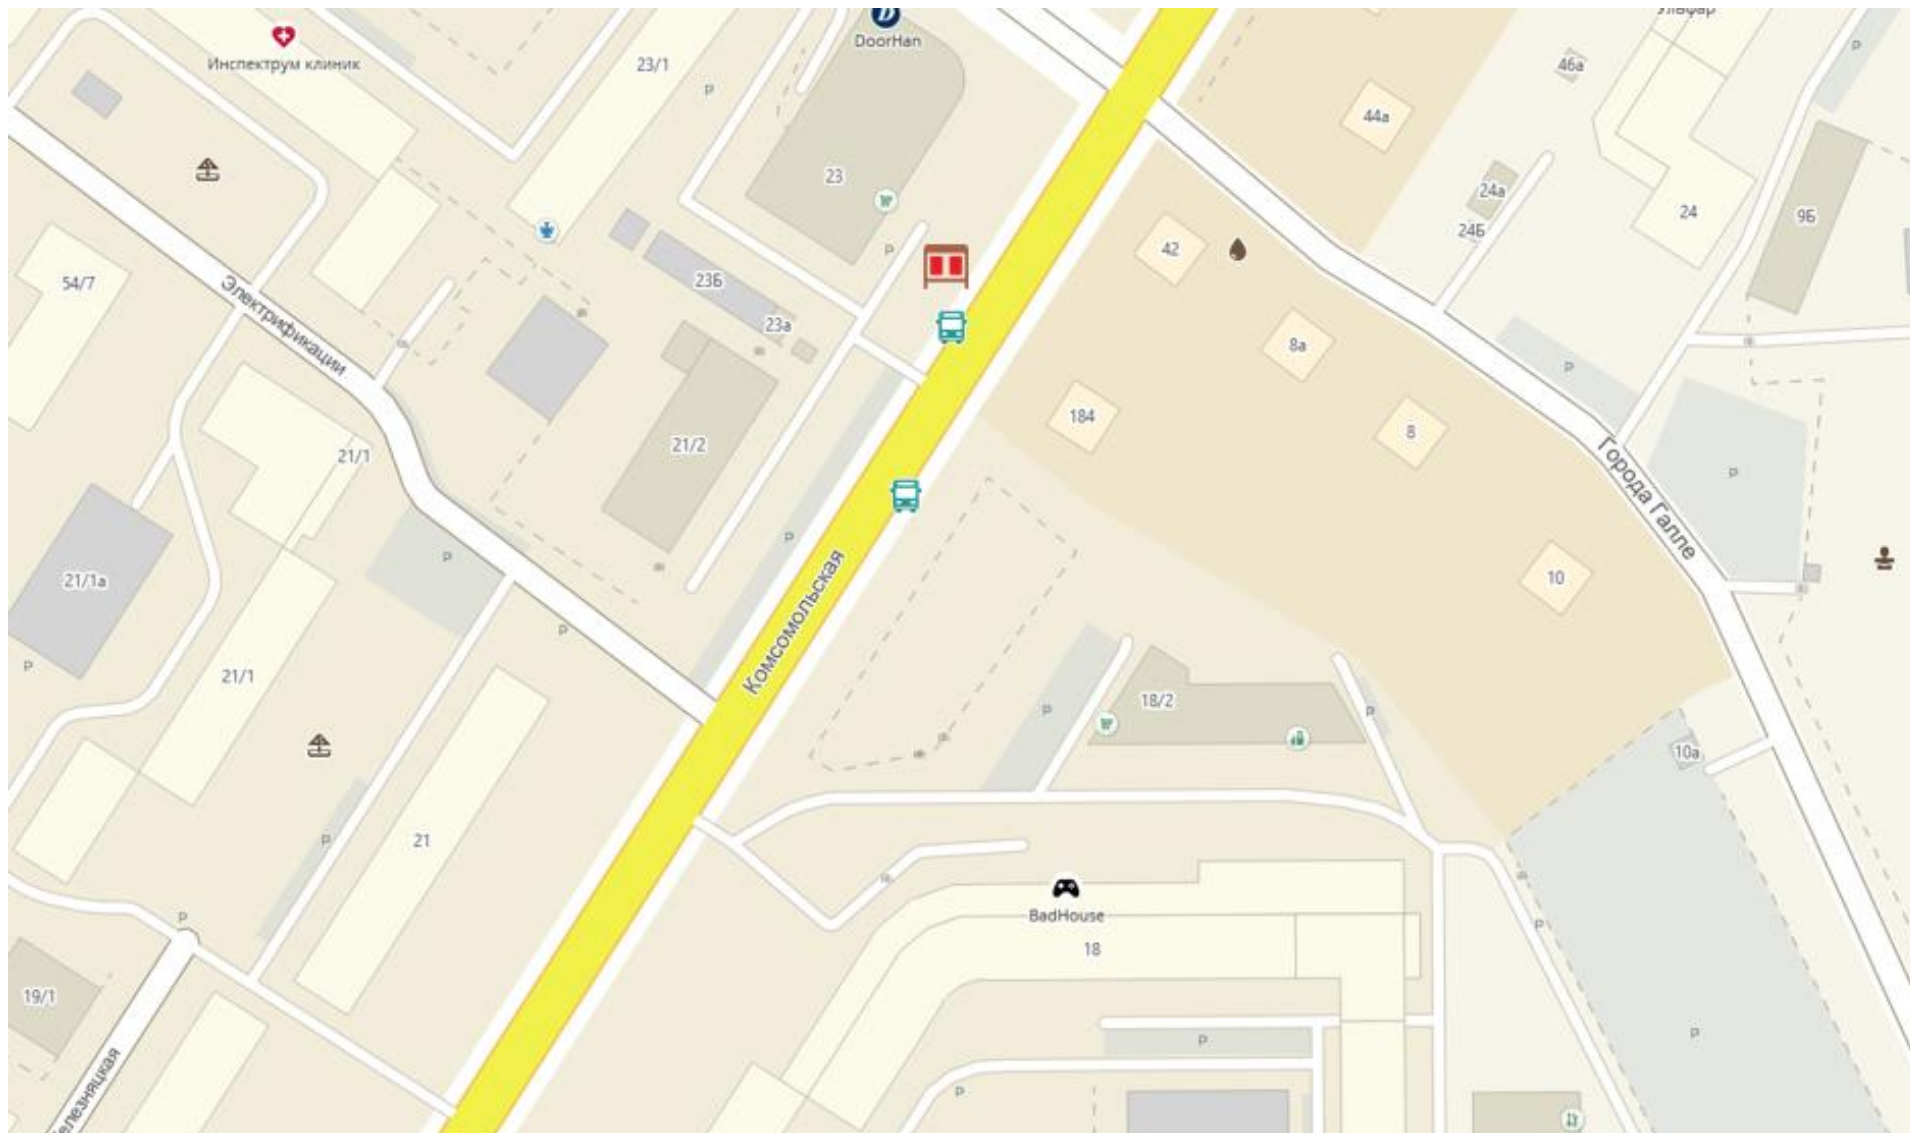 DoorHan
Инспектрум клиник
23/1
P
P
46а
44а
23
24а
24
9Б
24Б
42
P
54/7
23Б
23а
Электрификации
8а
P
184
8
21/2
21/1
P
Города Галле
P
P
10
21/1а
Комсомольская
P
P
21/1
18/2
P
P
10а
21
P
BadHouse
P
P
18
19/1
P
P
P